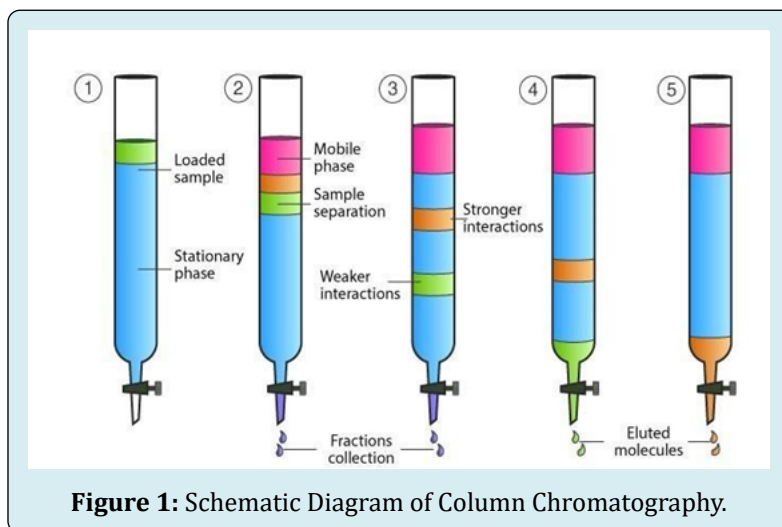 1
2
3
4
5
Loaded
sample
Stationary
phase
Mobile
phase
Sample
separation
Stronger
interactions
Weaker
interactions
Fractions
collection
Eluted
molecules
Figure 1: Schematic Diagram of Column Chromatography.